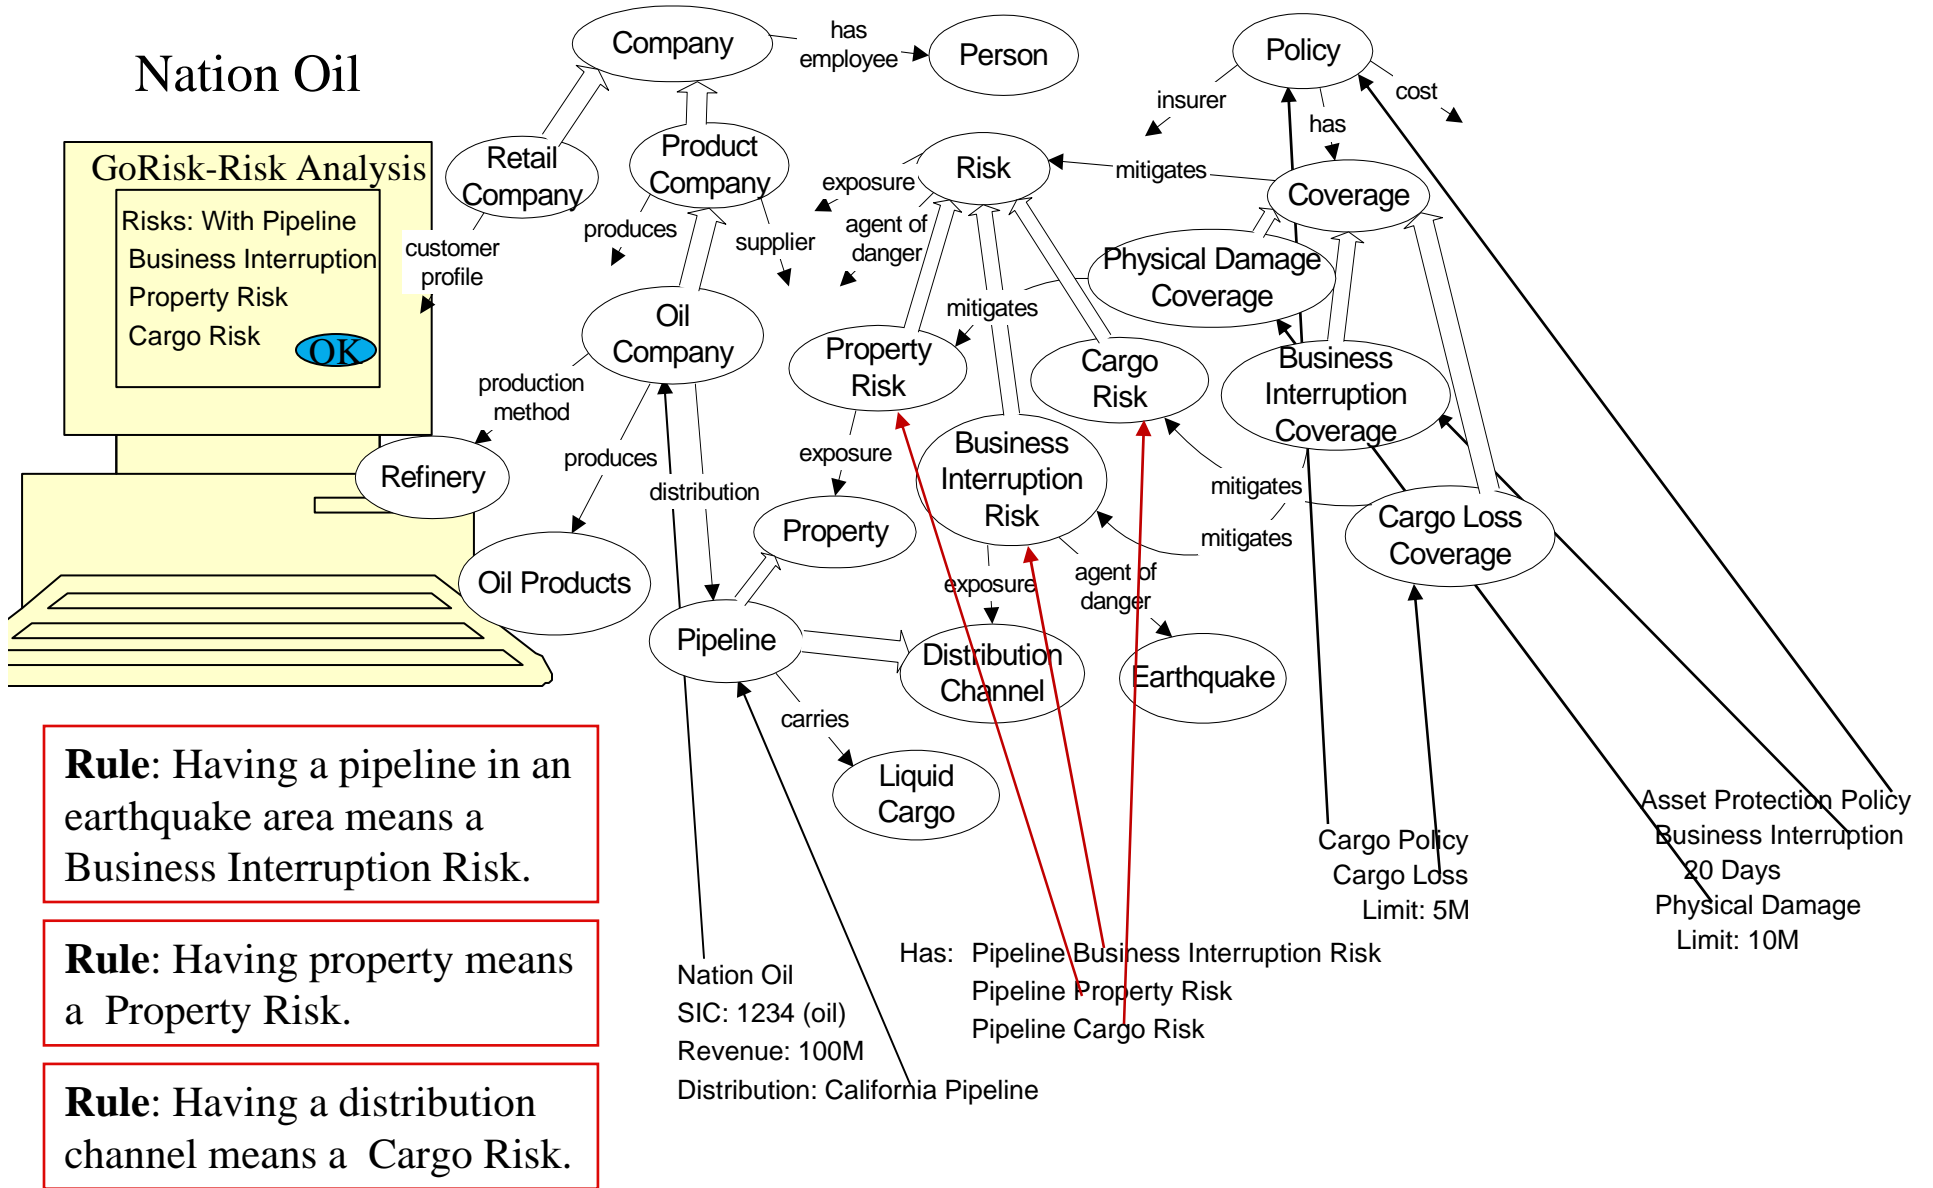 Nation Oil
GoRisk-Risk Analysis
Risks: With Pipeline
Business Interruption
Property Risk
Cargo Risk
OK
Company
has
employee
Person
Retail
Company
Product
Company
customer
profile
produces
supplier
Oil
Company
production
method
produces
distribution
Refinery
Oil Products
Pipeline
Property
carries
Liquid
Cargo
Risk
exposure
agent of
danger
Property
Risk
exposure
mitigates
Cargo
Risk
Business
Interruption
Risk
exposure
agent of
danger
Distribution
Channel
Earthquake
Policy
insurer
has
cost
mitigates
Coverage
Physical Damage
Coverage
Business
Interruption
Coverage
mitigates
mitigates
Cargo Loss
Coverage
Rule: Having a pipeline in an
earthquake area means a
Business Interruption Risk.
Rule: Having property means
a Property Risk.
Rule: Having a distribution
channel means a Cargo Risk.
Nation Oil
SIC: 1234 (oil)
Revenue: 100M
Distribution: California Pipeline
Has: Pipeline Business Interruption Risk
Pipeline Property Risk
Pipeline Cargo Risk
Cargo Policy
Cargo Loss
Limit: 5M
Asset Protection Policy
Business Interruption
20 Days
Physical Damage
Limit: 10M